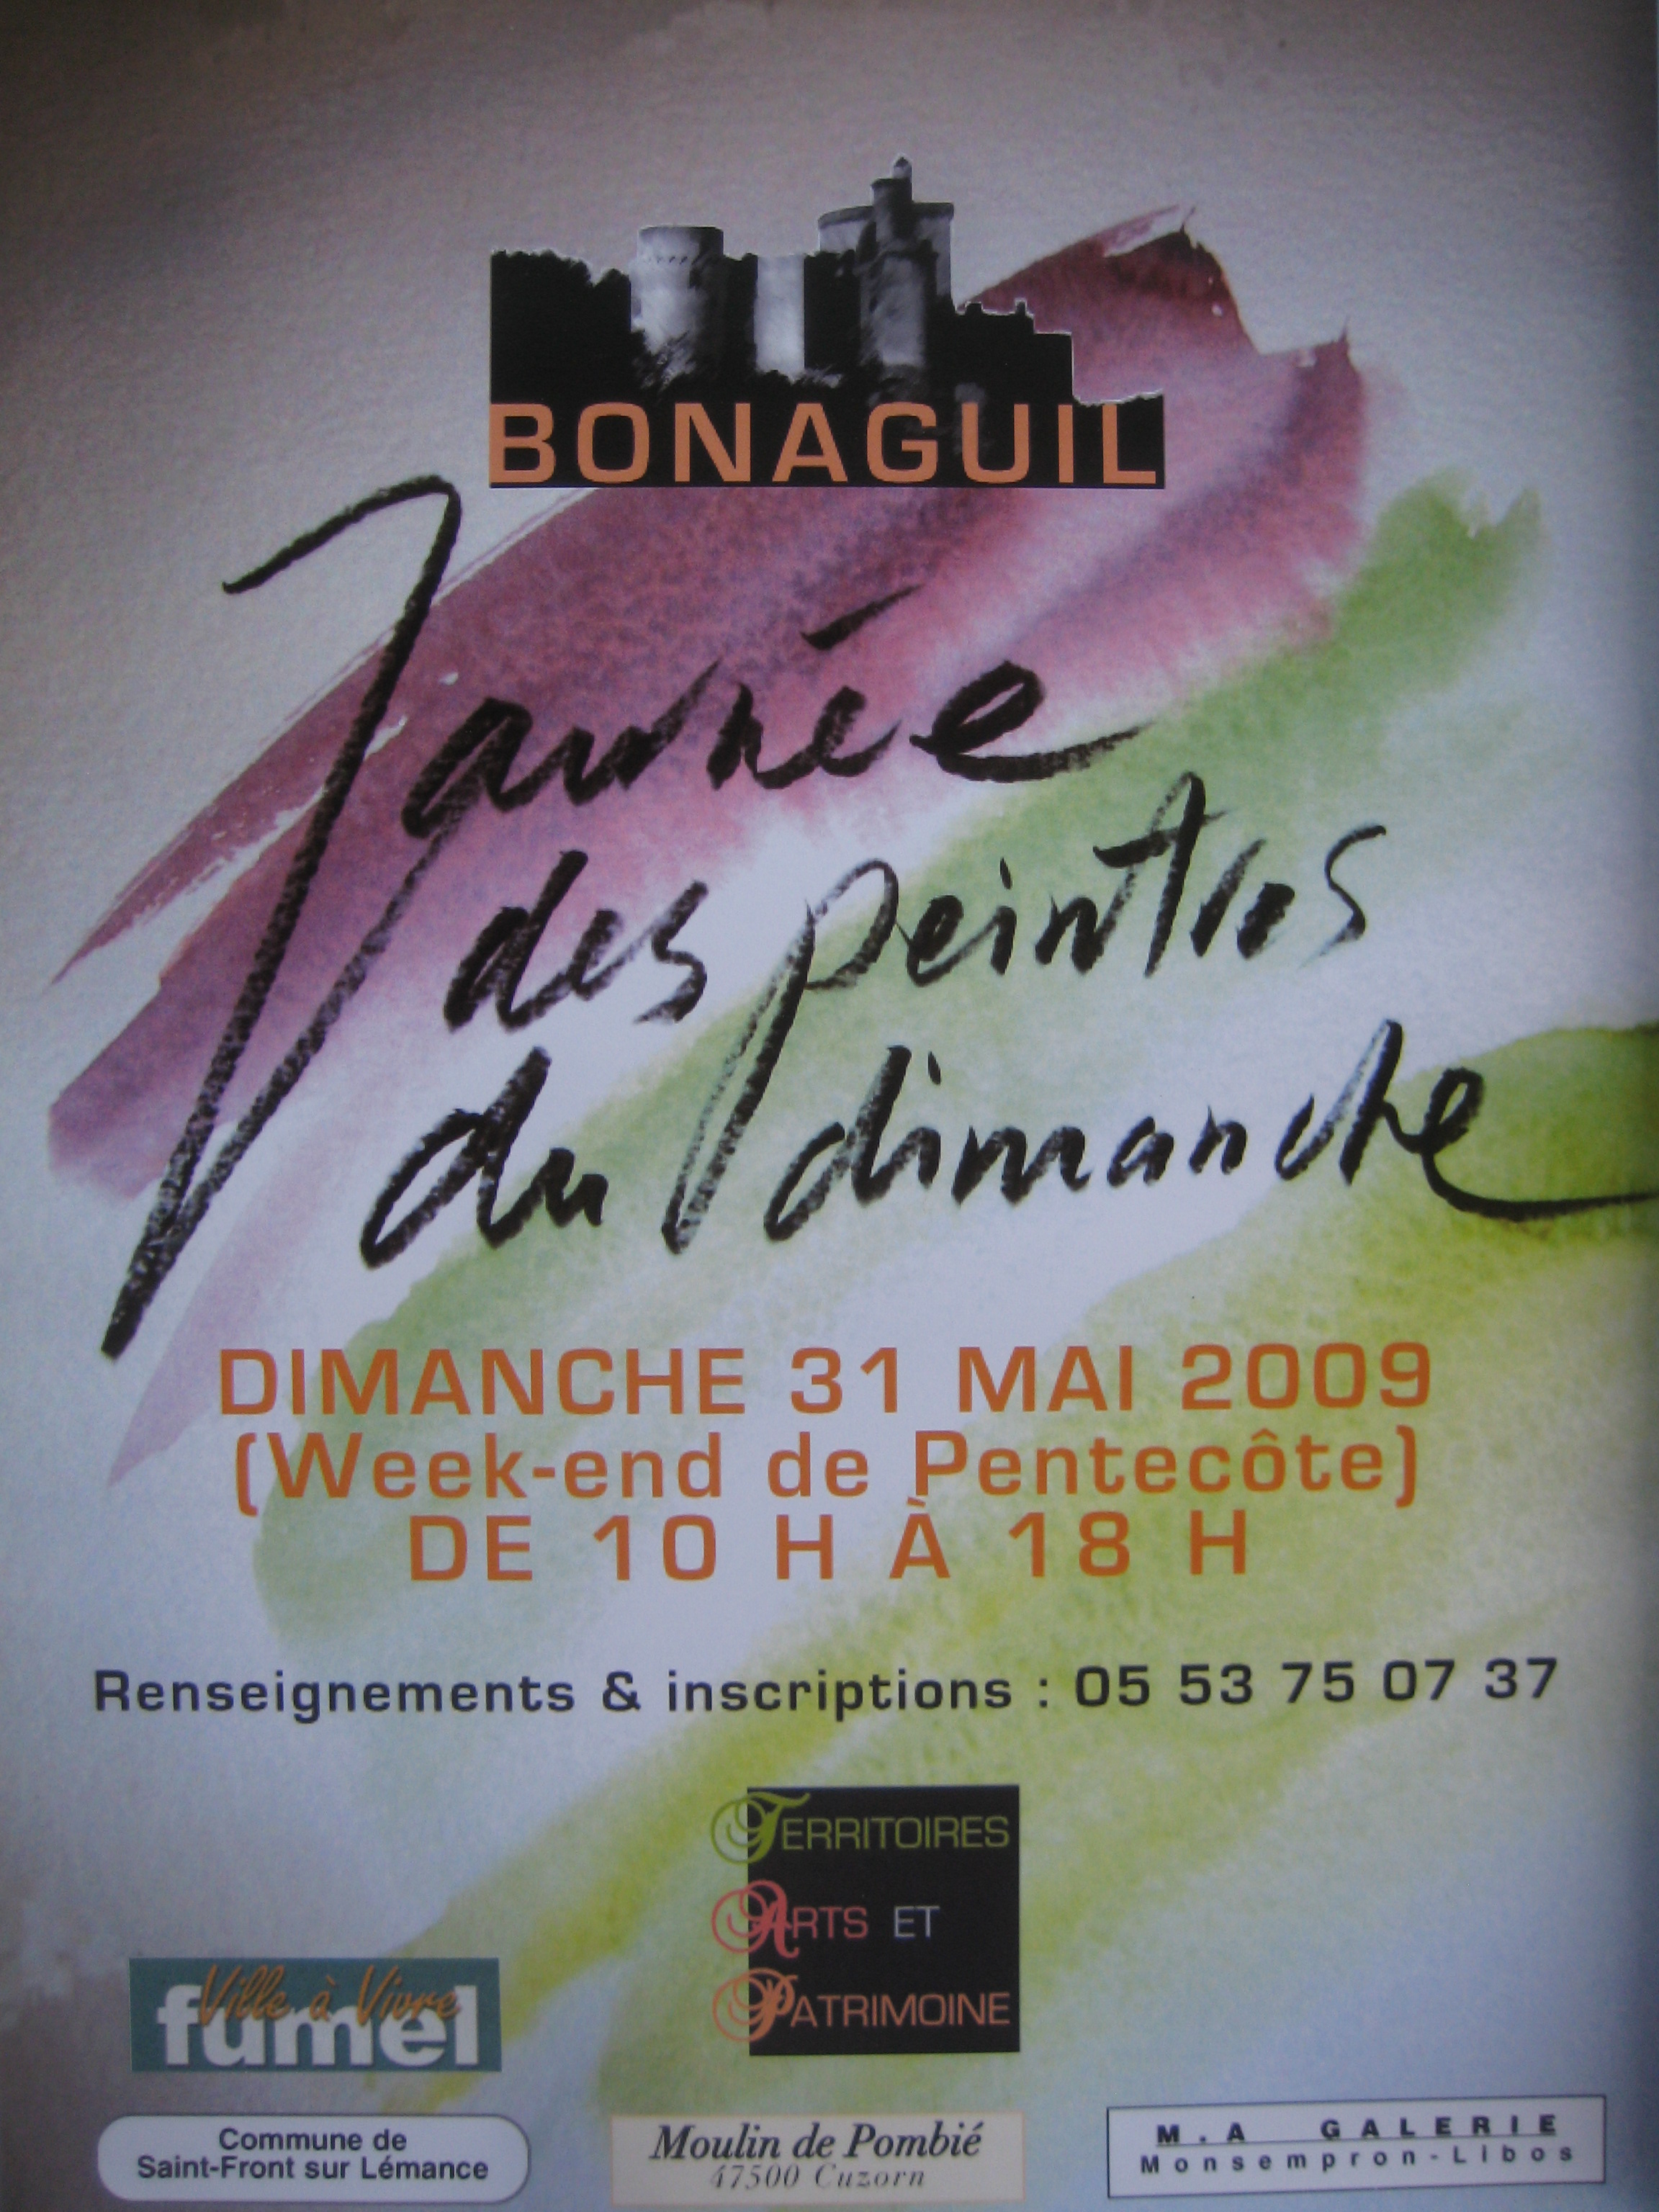 BONAGUIL
Journée
des peintres
du dimanche
DIMANCHE 31 MAI 2009
(Week-end de Pentecôte)
DE 10 H À 18 H
Renseignements & inscriptions : 05 53 75 07 37
TERRITOIRES
ARTS ET
PATRIMOINE
Ville à Vivre
fumel
Commune de
Saint-Front sur Lémance
Moulin de Pombié
47500 Cuzorn
M.A GALERIE
Monsempron-Libos